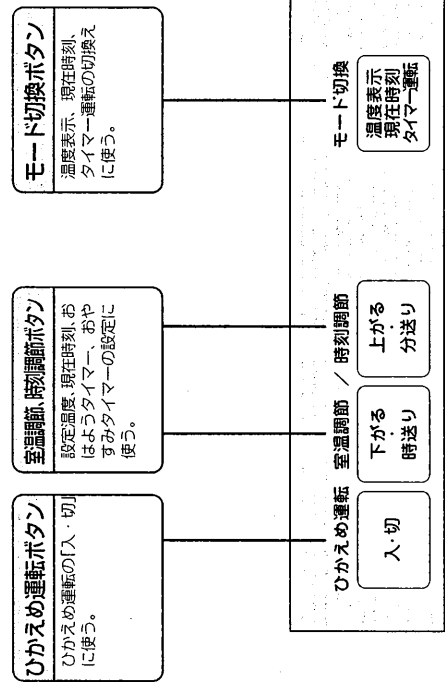 ひかえめ運転ボタン
ひかえめ運転の「入・切」
に使う。
室温調節、時刻調節ボタン
設定温度、現在時刻、お
はようタイマー、おや
すみタイマーの設定に
使う。
モード切換ボタン
温度表示、現在時刻、
タイマー運転の切換え
に使う。
ひかえめ運転
室温調節 / 時刻調節
モード切換
入・切
下がる
・
時送り
上がる
・
分送り
温度表示
現在時刻
タイマー運転